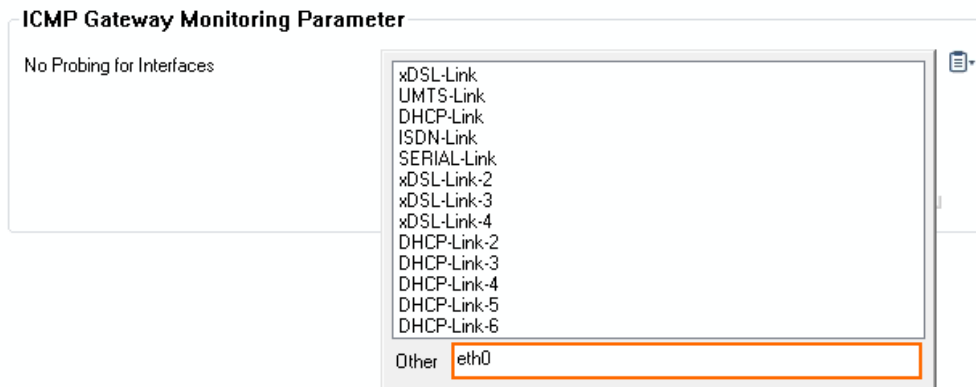 ICMP Gateway Monitoring Parameter
No Probing for Interfaces
xDSL-Link
UMTS-Link
DHCP-Link
ISDN-Link
SERIAL-Link
xDSL-Link-2
xDSL-Link-3
xDSL-Link-4
DHCP-Link-2
DHCP-Link-3
DHCP-Link-4
DHCP-Link-5
DHCP-Link-6
Other eth0